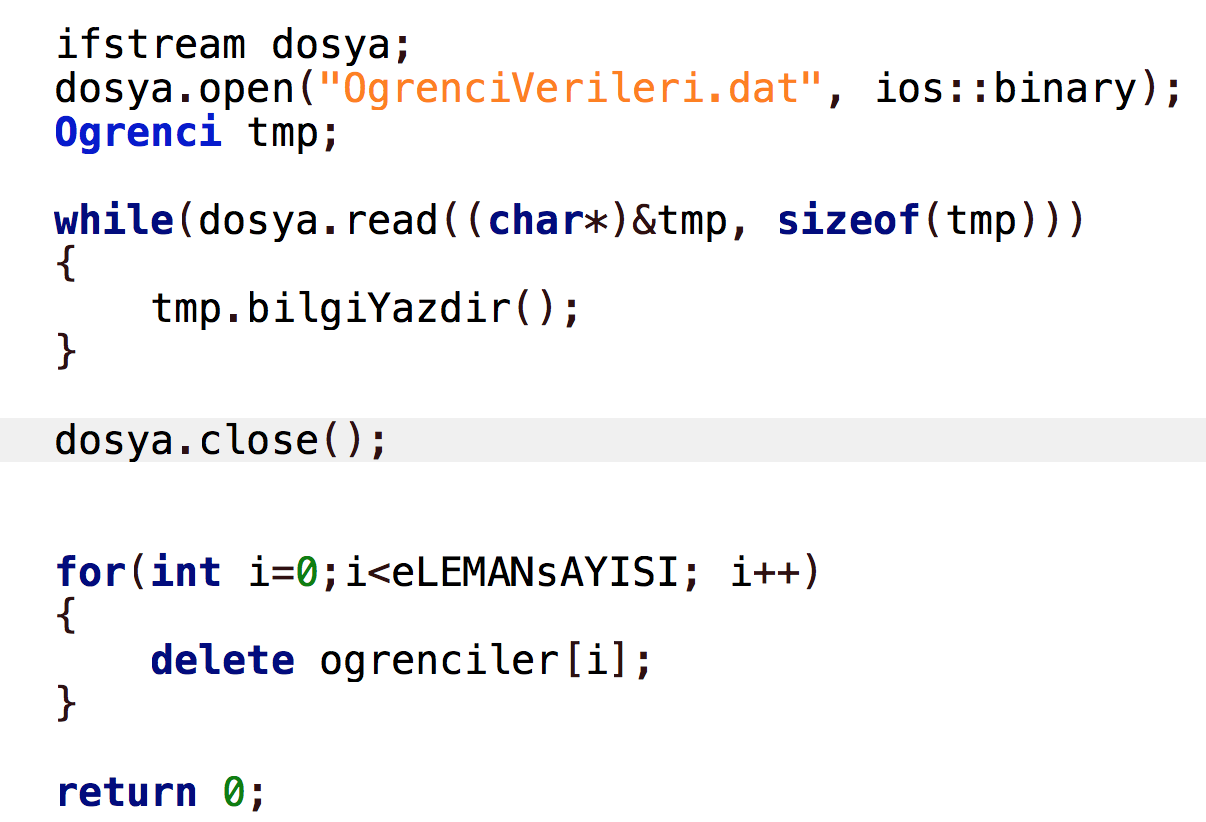 ifstream dosya;
dosya.open("OgrenciVerileri.dat", ios::binary);
Ogrenci tmp;
while(dosya.read((char*)&tmp, sizeof(tmp)))
{
    tmp.bilgiYazdir();
}
dosya.close();
for(int i=0;i<eLEMANsAYISI; i++)
{
    delete ogrenciler[i];
}
return 0;